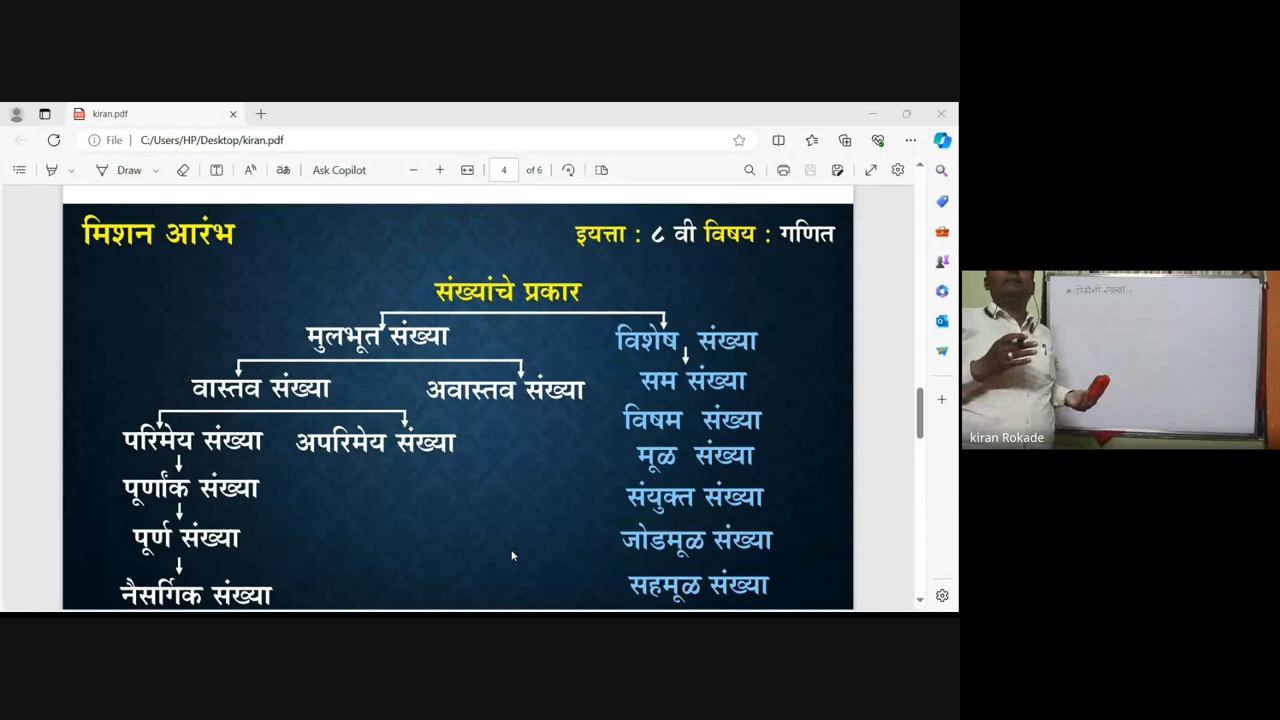 kiran.pdf
File C:/Users/HP/Desktop/kiran.pdf
Draw Ask Copilot 4 of 6
मिशन आरंभ इयत्ता : ८ वी विषय : गणित
संख्यांचे प्रकार
मुलभूत संख्या विशेष संख्या
वास्तव संख्या अवास्तव संख्या सम संख्या
विषम संख्या
परिमेय संख्या अपरिमेय संख्या मूळ संख्या
पूर्णांक संख्या संयुक्त संख्या
पूर्ण संख्या जोडमूळ संख्या
नैसर्गिक संख्या सहमूळ संख्या
संख्या
kiran Rokade